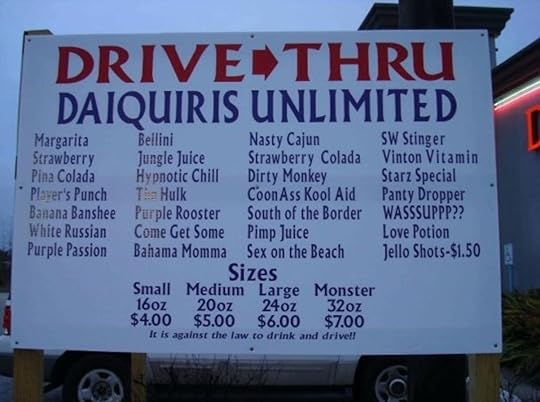 DRIVE THRU
DAIQUIRIS UNLIMITED
Margarita Bellini Nasty Cajun SW Stinger
Strawberry Jungle Juice Strawberry Colada Vinton Vitamin
Pina Colada Hypnotic Chill Dirty Monkey Starz Special
Player's Punch The Hulk CoonAss Kool Aid Panty Dropper
Banana Banshee Purple Rooster South of the Border WASSSUPPP??
White Russian Come Get Some Pimp Juice Love Potion
Purple Passion Bahama Momma Sex on the Beach Jello Shots-$1.50
Sizes
Small Medium Large Monster
16oz 20oz 24oz 32oz
$4.00 $5.00 $6.00 $7.00
It is against the law to drink and drive!!